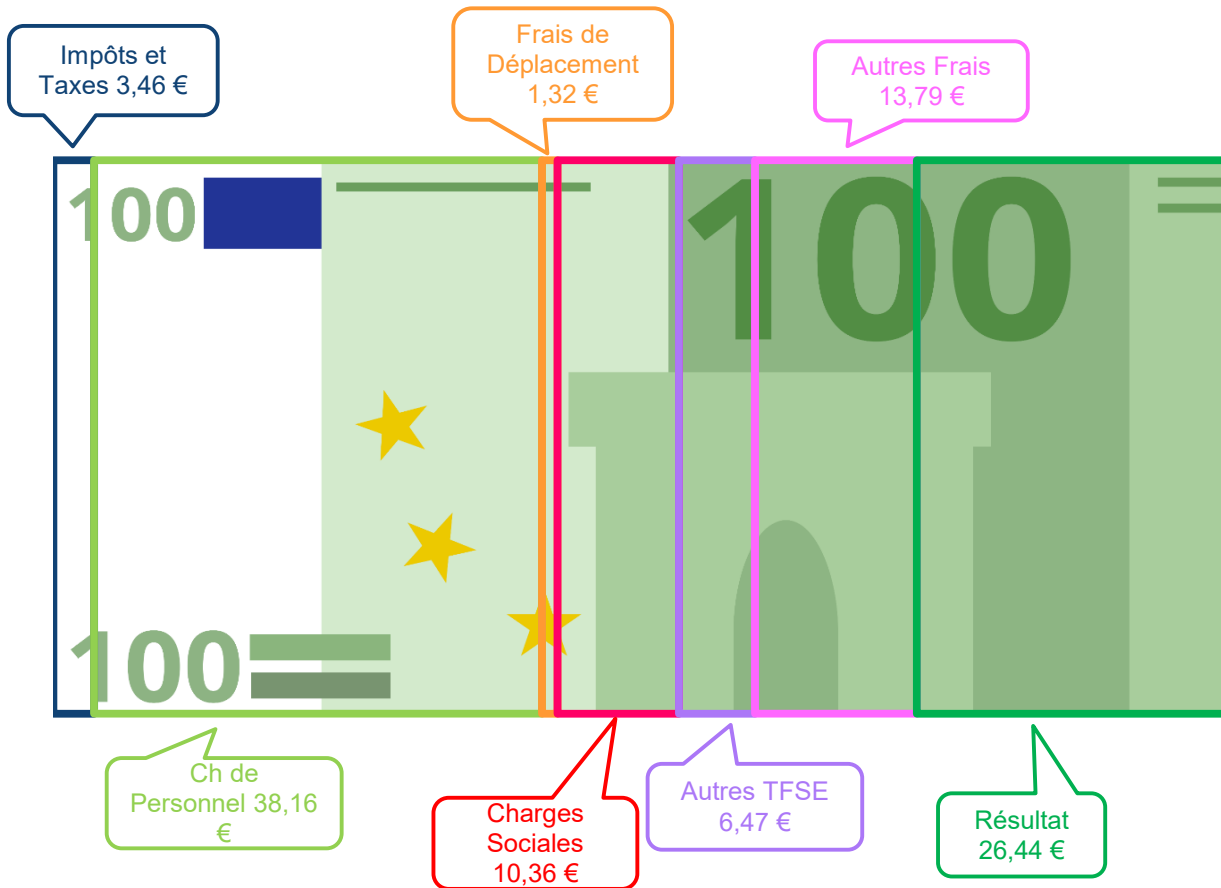 Impôts et
Taxes 3,46 €
Frais de
Déplacement
1,32 €
Autres Frais
13,79 €
100
100
100
Ch de
Personnel 38,16
€
Charges
Sociales
10,36 €
Autres TFSE
6,47 €
Résultat
26,44 €